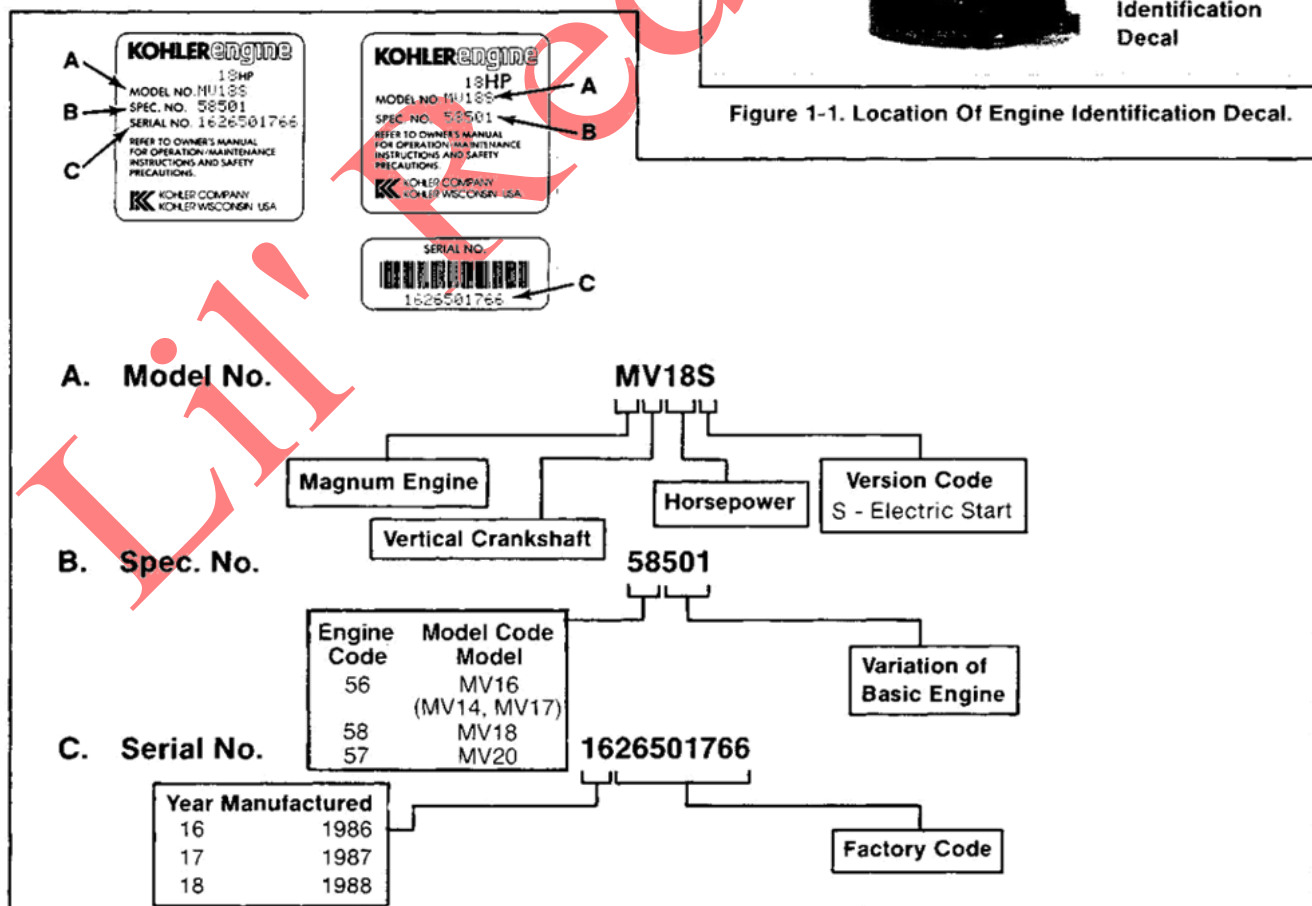 Identification
Decal
Figure 1-1. Location Of Engine Identification Decal.
KOHLER engine
18HP
MODEL NO. MV18S
SPEC. NO. 58501
SERIAL NO. 1626501766
REFER TO OWNER'S MANUAL
FOR OPERATION/MAINTENANCE
INSTRUCTIONS AND SAFETY
PRECAUTIONS.
KOHLER COMPANY
KOHLER WISCONSIN USA
A
B
C
KOHLER engine
18HP
MODEL NO. MV18S
SPEC. NO. 58501
REFER TO OWNER'S MANUAL
FOR OPERATION/MAINTENANCE
INSTRUCTIONS AND SAFETY
PRECAUTIONS.
KOHLER COMPANY
KOHLER WISCONSIN USA
A
B
SERIAL NO.
1626501766
C
A. Model No. MV18S
Magnum Engine
Vertical Crankshaft
Horsepower
Version Code
S - Electric Start
B. Spec. No. 58501
Engine Model Code
Code Model
56 MV16
(MV14, MV17)
58 MV18
57 MV20
Variation of
Basic Engine
C. Serial No. 1626501766
Year Manufactured
16 1986
17 1987
18 1988
Factory Code
Lil' Red